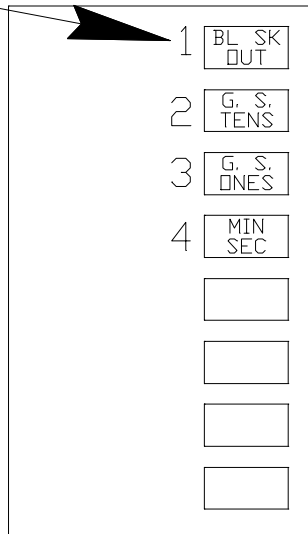 1 BL SK
OUT
2 G. S.
TENS
3 G. S.
ONES
4 MIN
SEC